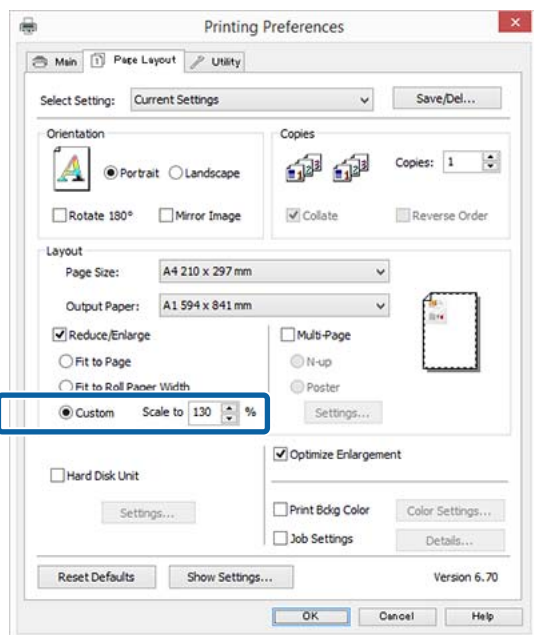 Printing Preferences
Main Page Layout Utility
Select Setting: Current Settings Save/Del...
Orientation Copies
Portrait Landscape Copies: 1
Rotate 180° Mirror Image Collate Reverse Order
Layout
Page Size: A4 210 x 297 mm
Output Paper: A1 594 x 841 mm
Reduce/Enlarge Multi-Page
Fit to Page N-up
Fit to Roll Paper Width Poster
Custom Scale to 130 % Settings...
Optimize Enlargement
Hard Disk Unit
Settings... Print Bckg Color Color Settings...
Job Settings Details...
Reset Defaults Show Settings... Version 6.70
OK Cancel Help